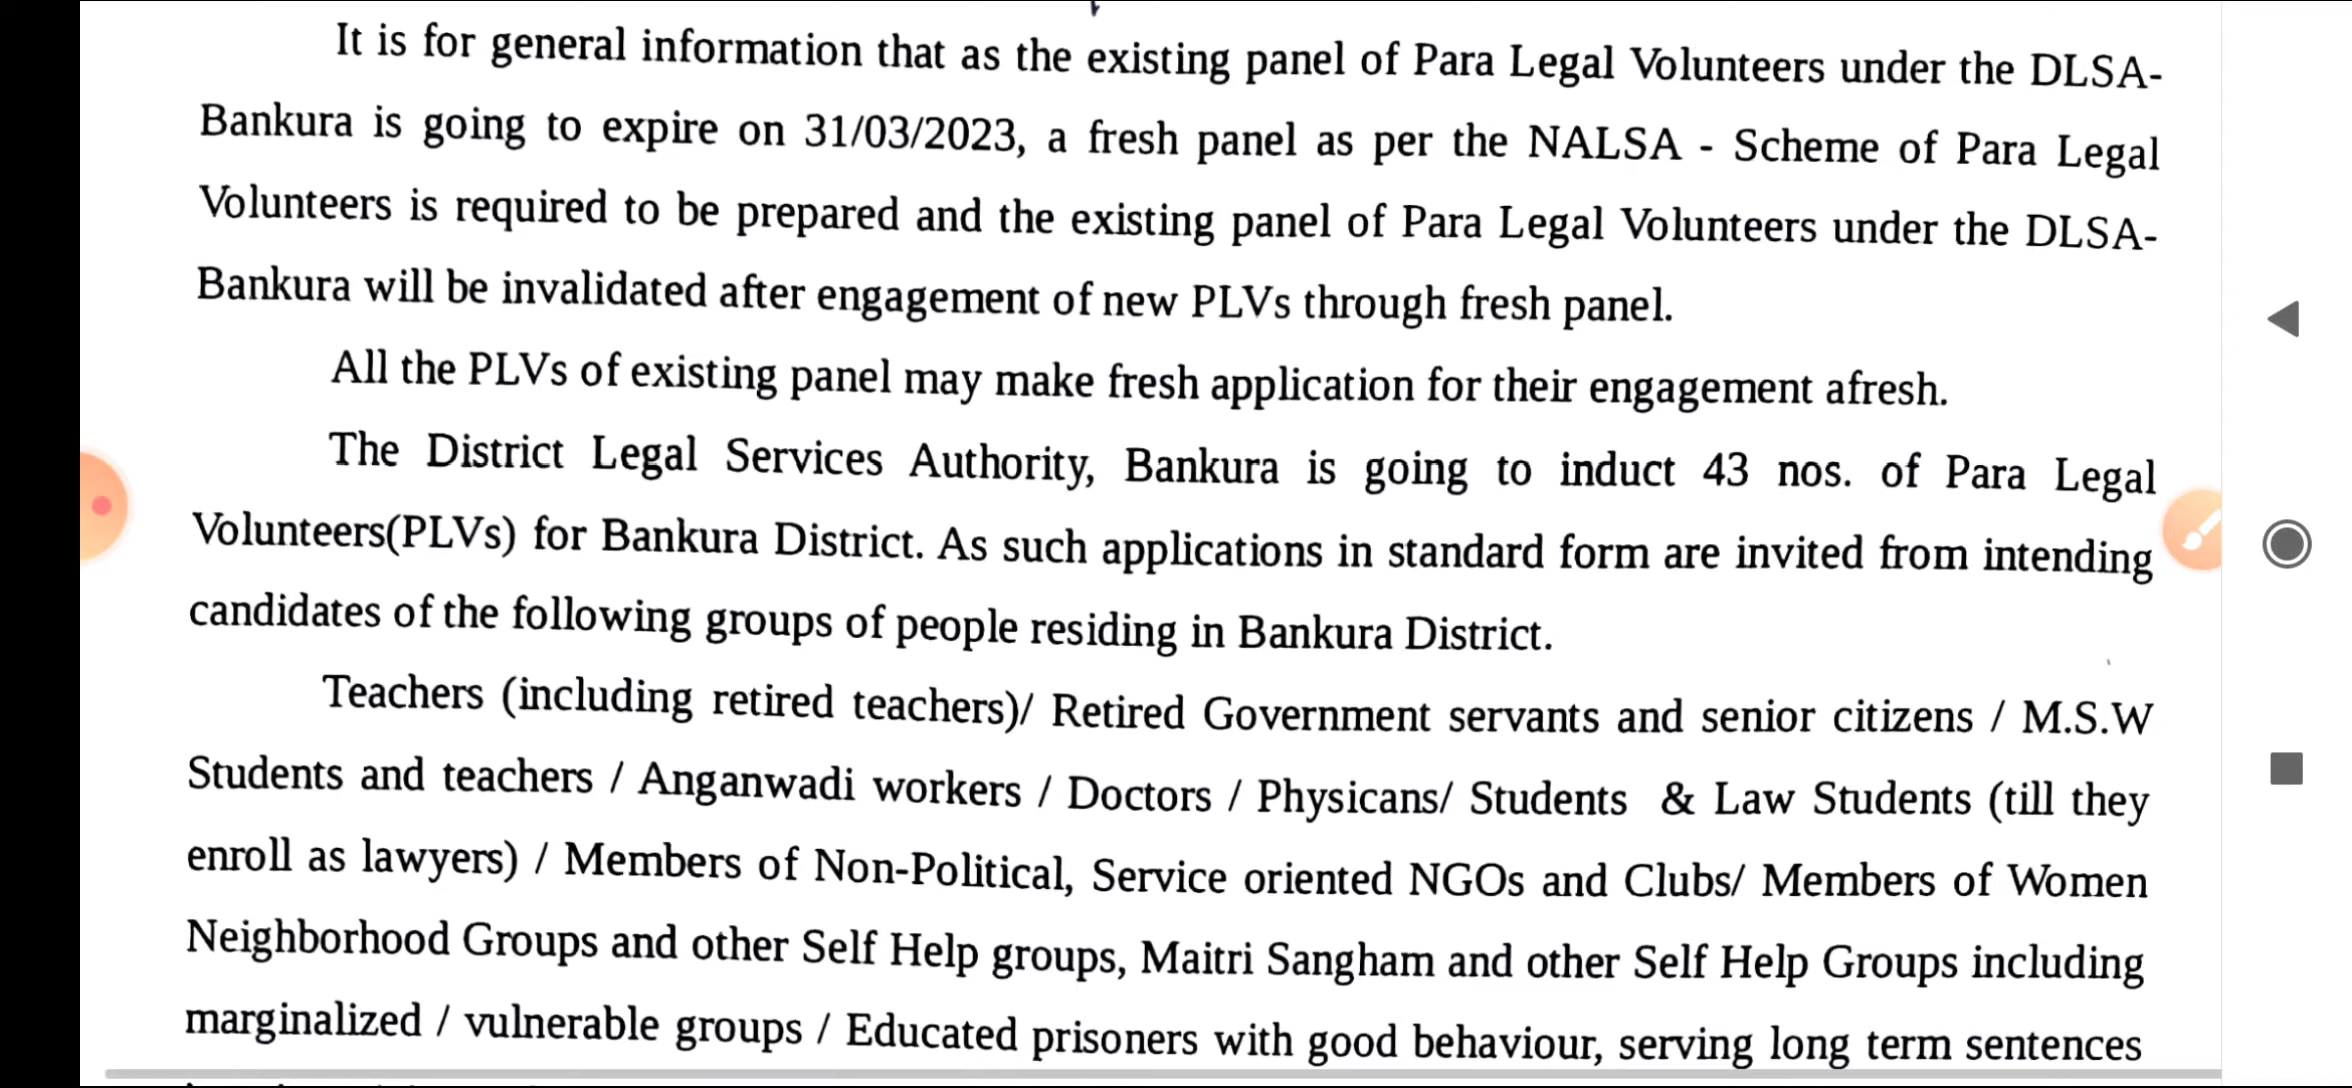 It is for general information that as the existing panel of Para Legal Volunteers under the DLSA-
Bankura is going to expire on 31/03/2023, a fresh panel as per the NALSA - Scheme of Para Legal
Volunteers is required to be prepared and the existing panel of Para Legal Volunteers under the DLSA-
Bankura will be invalidated after engagement of new PLVs through fresh panel.
All the PLVs of existing panel may make fresh application for their engagement afresh.
The District Legal Services Authority, Bankura is going to induct 43 nos. of Para Legal
Volunteers(PLVs) for Bankura District. As such applications in standard form are invited from intending
candidates of the following groups of people residing in Bankura District.
Teachers (including retired teachers)/ Retired Government servants and senior citizens / M.S.W
Students and teachers / Anganwadi workers / Doctors / Physicans/ Students & Law Students (till they
enroll as lawyers) / Members of Non-Political, Service oriented NGOs and Clubs/ Members of Women
Neighborhood Groups and other Self Help groups, Maitri Sangham and other Self Help Groups including
marginalized / vulnerable groups / Educated prisoners with good behaviour, serving long term sentences